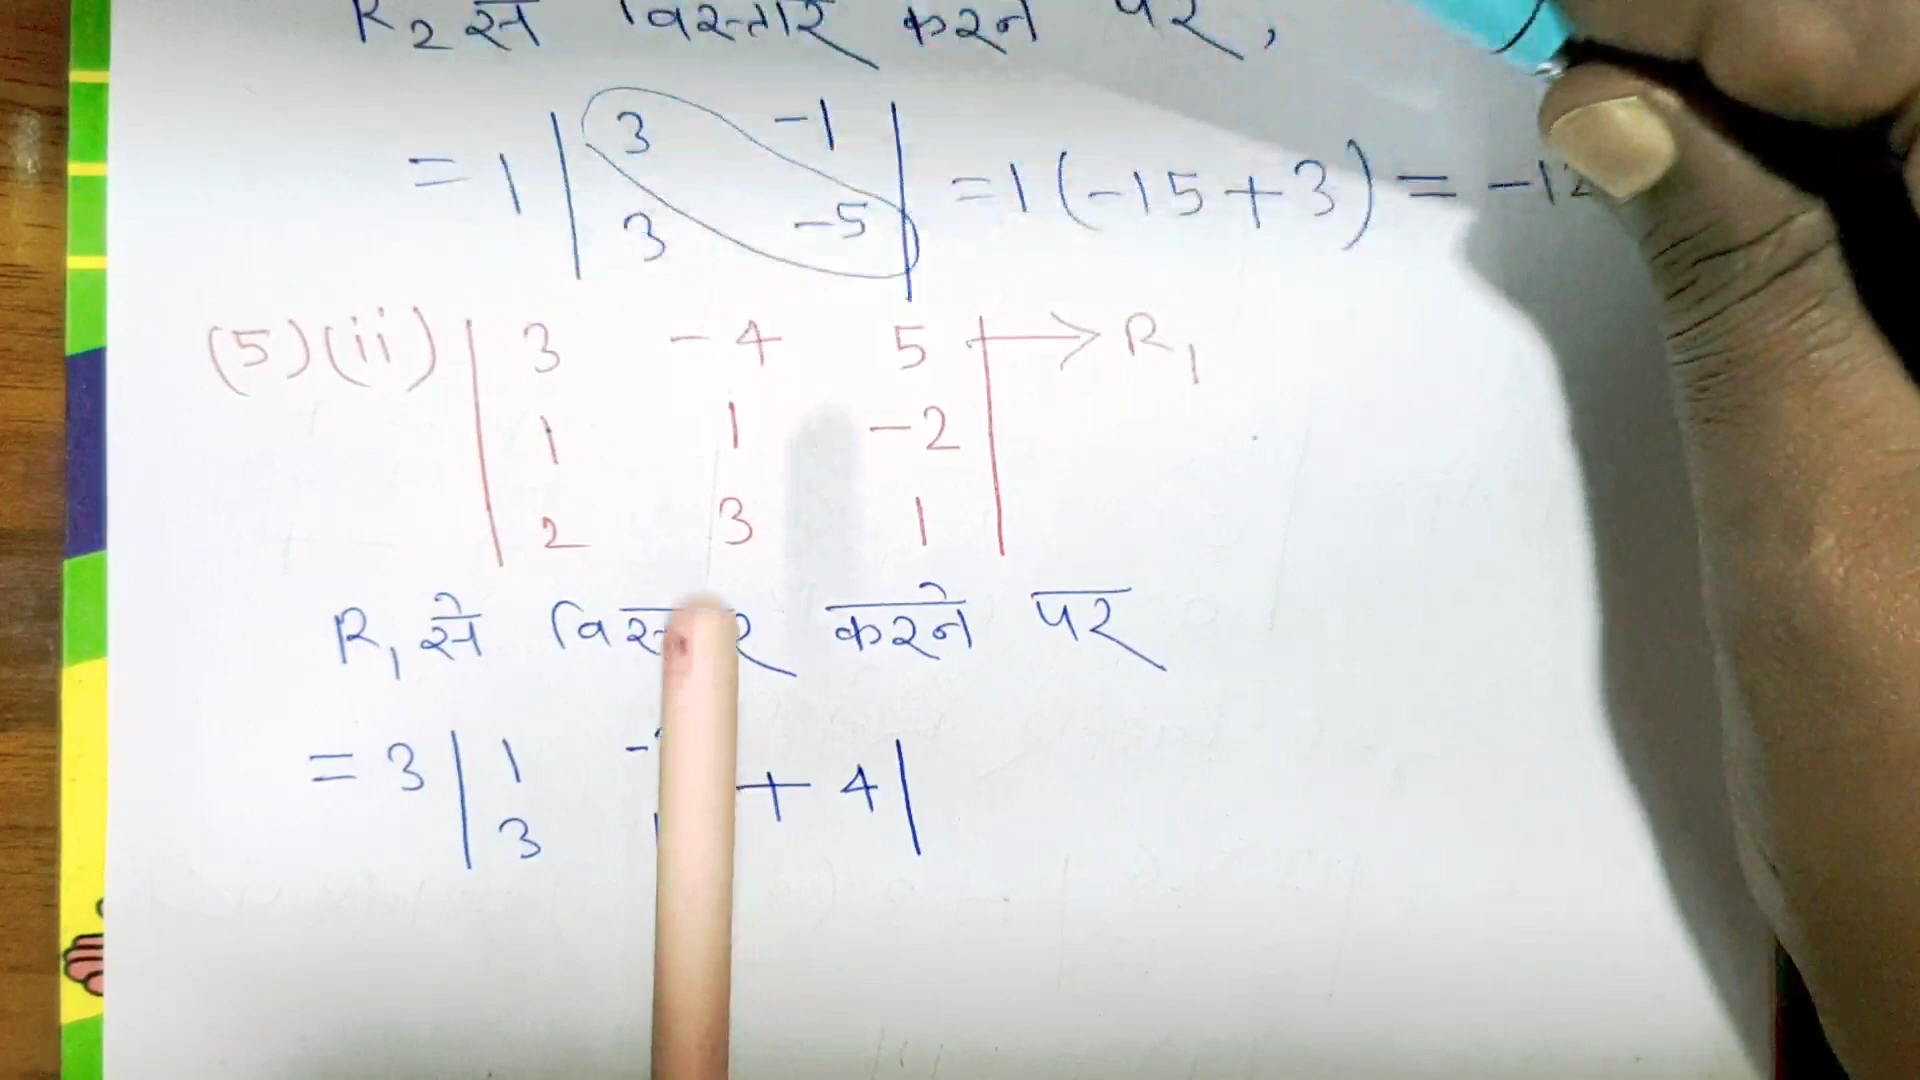 R2 से विस्तार करने पर,
= 1 | 3 -1 | = 1 (-15 + 3) = -12
| 3 -5 |
(5) (ii) | 3 -4 5 | → R1
| 1 1 -2 |
| 2 3 1 |
R1 से करने पर
= 3 | 1 + 4 |
| 3